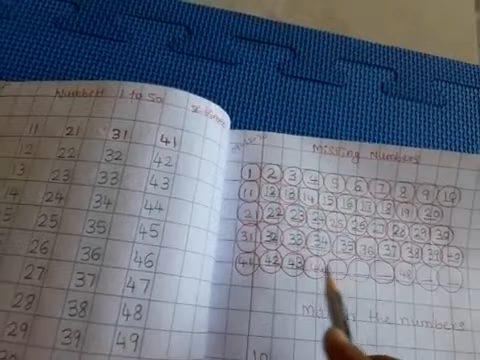 Numbers 1 to 50
11 21 31 41
12 22 32 42
13 23 33 43
14 24 34 44
5 25 35 45
26 36 46
27 37 47
28 38 48
29 39 49
Missing Numbers
1 2 3 4 5 6 7 8 9 10
11 12 13 14 15 16 17 18 19 20
21 22 23 24 25 26 27 28 29 30
31 32 33 34 35 36 37 38 39 40
41 42 43 44 _ _ _ 48 _ _
the numbers
10